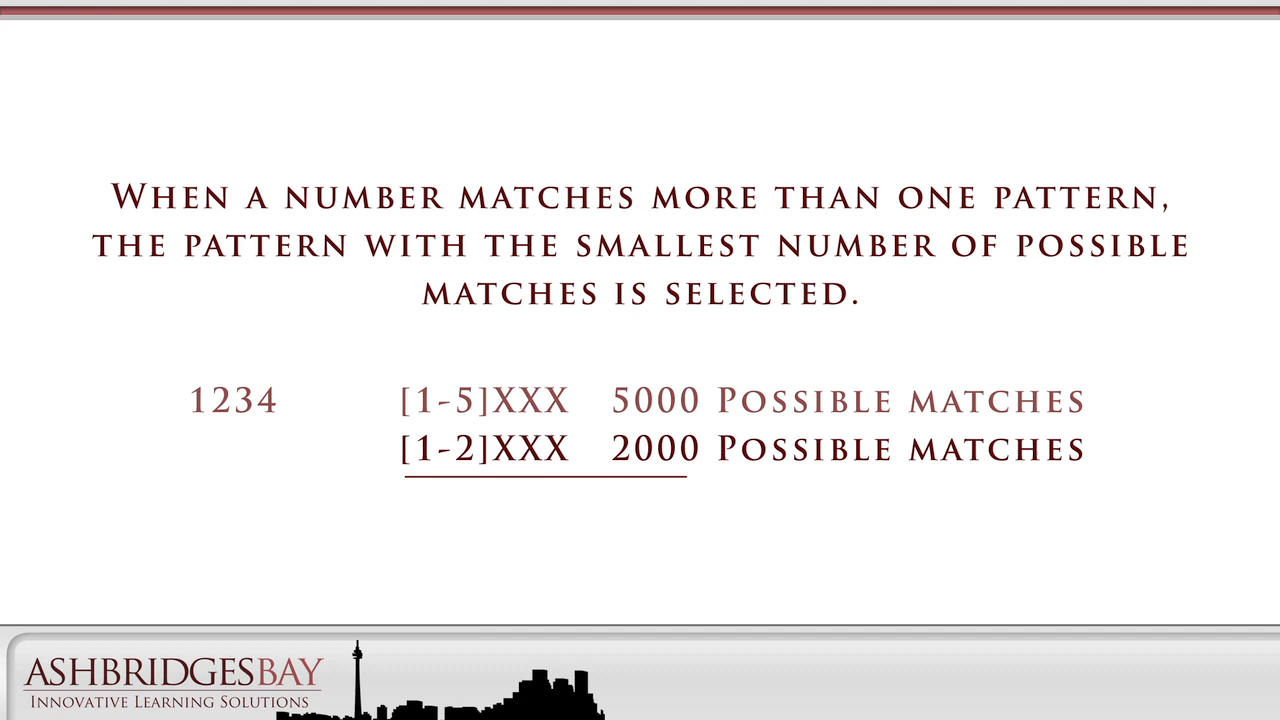 When a number matches more than one pattern,
the pattern with the smallest number of possible
matches is selected.
1234 [1-5]XXX 5000 Possible matches
[1-2]XXX 2000 Possible matches
AshbridgesBay
Innovative Learning Solutions